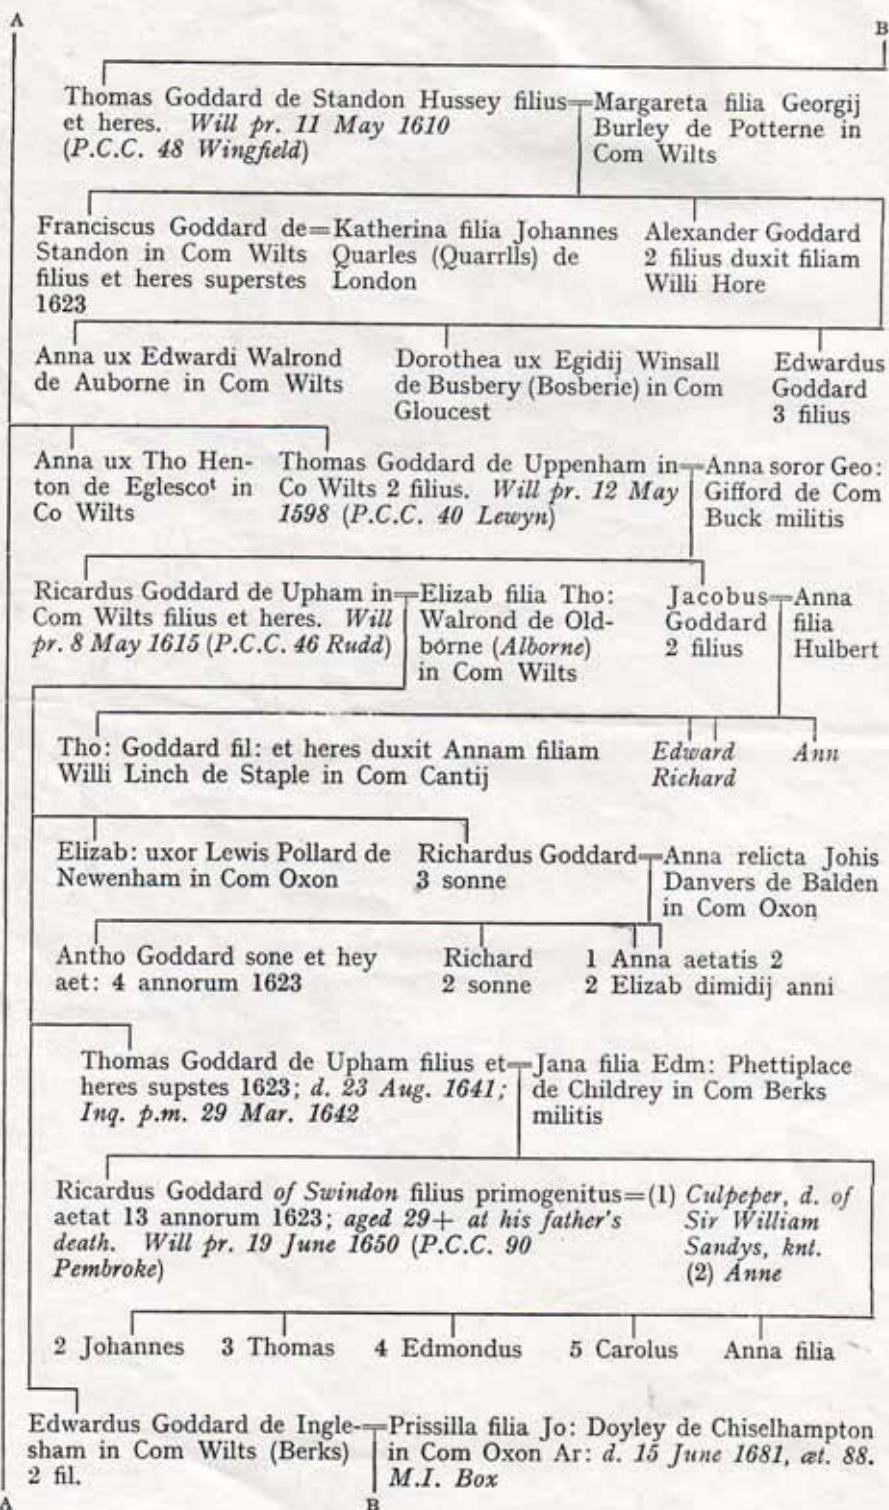 A
B
Thomas Goddard de Standon Hussey filius
et heres. Will pr. 11 May 1610
(P.C.C. 48 Wingfield)
=Margareta filia Georgij
Burley de Potterne in
Com Wilts
Franciscus Goddard de
Standon in Com Wilts
filius et heres superstes
1623
=Katherina filia Johannes
Quarles (Quarrlls) de
London
Alexander Goddard
2 filius duxit filiam
Willi Hore
Anna ux Edwardi Walrond
de Auborne in Com Wilts
Dorothea ux Egidij Winsall
de Busbery (Bosberie) in Com
Gloucest
Edwardus
Goddard
3 filius
Anna ux Tho Hen-
ton de Eglescot in
Co Wilts
Thomas Goddard de Uppenham in
Co Wilts 2 filius. Will pr. 12 May
1598 (P.C.C. 40 Lewyn)
=Anna soror Geo:
Gifford de Com
Buck militis
Ricardus Goddard de Upham in
Com Wilts filius et heres. Will
pr. 8 May 1615 (P.C.C. 46 Rudd)
=Elizab filia Tho:
Walrond de Old-
borne (Alborne)
in Com Wilts
Jacobus
Goddard
2 filius
=Anna
filia
Hulbert
Tho: Goddard fil: et heres duxit Annam filiam
Willi Linch de Staple in Com Cantij
Edward
Richard
Ann
Elizab: uxor Lewis Pollard de
Newenham in Com Oxon
Richardus Goddard
3 sonne
=Anna relicta Johis
Danvers de Balden
in Com Oxon
Antho Goddard sone et hey
aet: 4 annorum 1623
Richard
2 sonne
1 Anna aetatis 2
2 Elizab dimidij anni
Thomas Goddard de Upham filius et
heres supstes 1623; d. 23 Aug. 1641;
Inq. p.m. 29 Mar. 1642
=Jana filia Edm: Phettiplace
de Childrey in Com Berks
militis
Ricardus Goddard of Swindon filius primogenitus
aetat 13 annorum 1623; aged 29+ at his father's
death. Will pr. 19 June 1650 (P.C.C. 90
Pembroke)
=(1) Culpeper, d. of
Sir William
Sandys, knt.
(2) Anne
2 Johannes 3 Thomas 4 Edmondus 5 Carolus Anna filia
Edwardus Goddard de Ingle-
sham in Com Wilts (Berks)
2 fil.
=Prissilla filia Jo: Doyley de Chiselhampton
in Com Oxon Ar: d. 15 June 1681, æt. 88.
M.I. Box
A
B